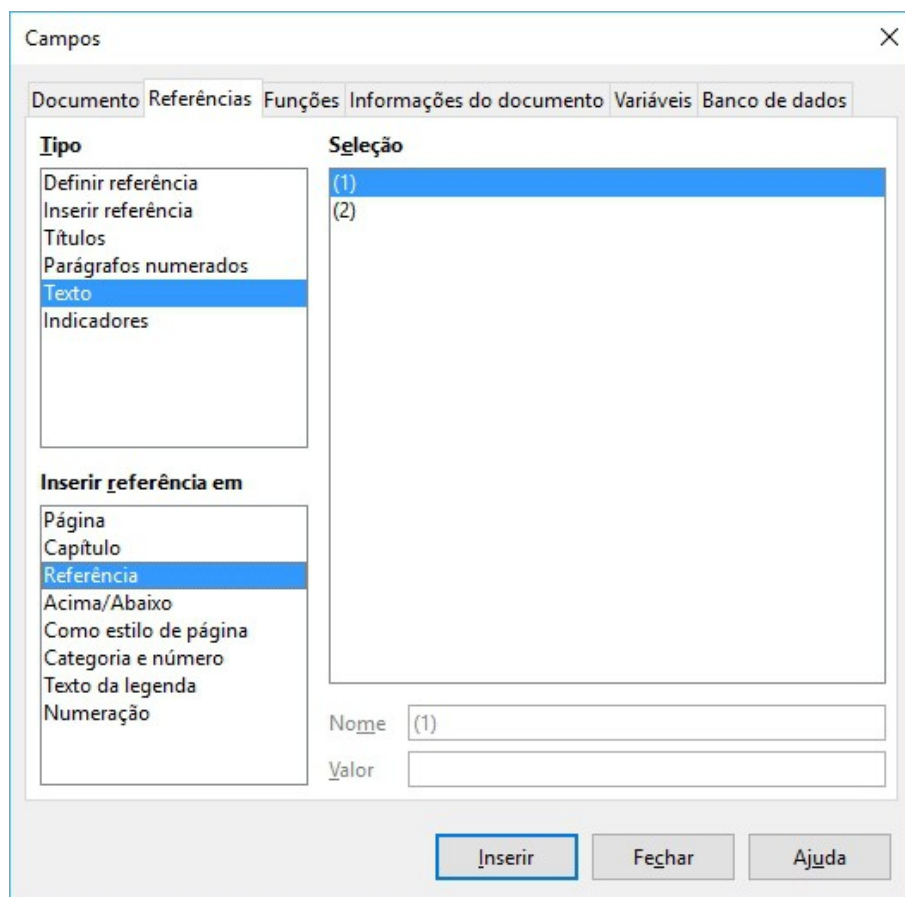 Campos
Documento Referências Funções Informações do documento Variáveis Banco de dados
Tipo
Definir referência
Inserir referência
Títulos
Parágrafos numerados
Texto
Indicadores
Seleção
(1)
(2)
Inserir referência em
Página
Capítulo
Referência
Acima/Abaixo
Como estilo de página
Categoria e número
Texto da legenda
Numeração
Nome (1)
Valor
Inserir Fechar Ajuda